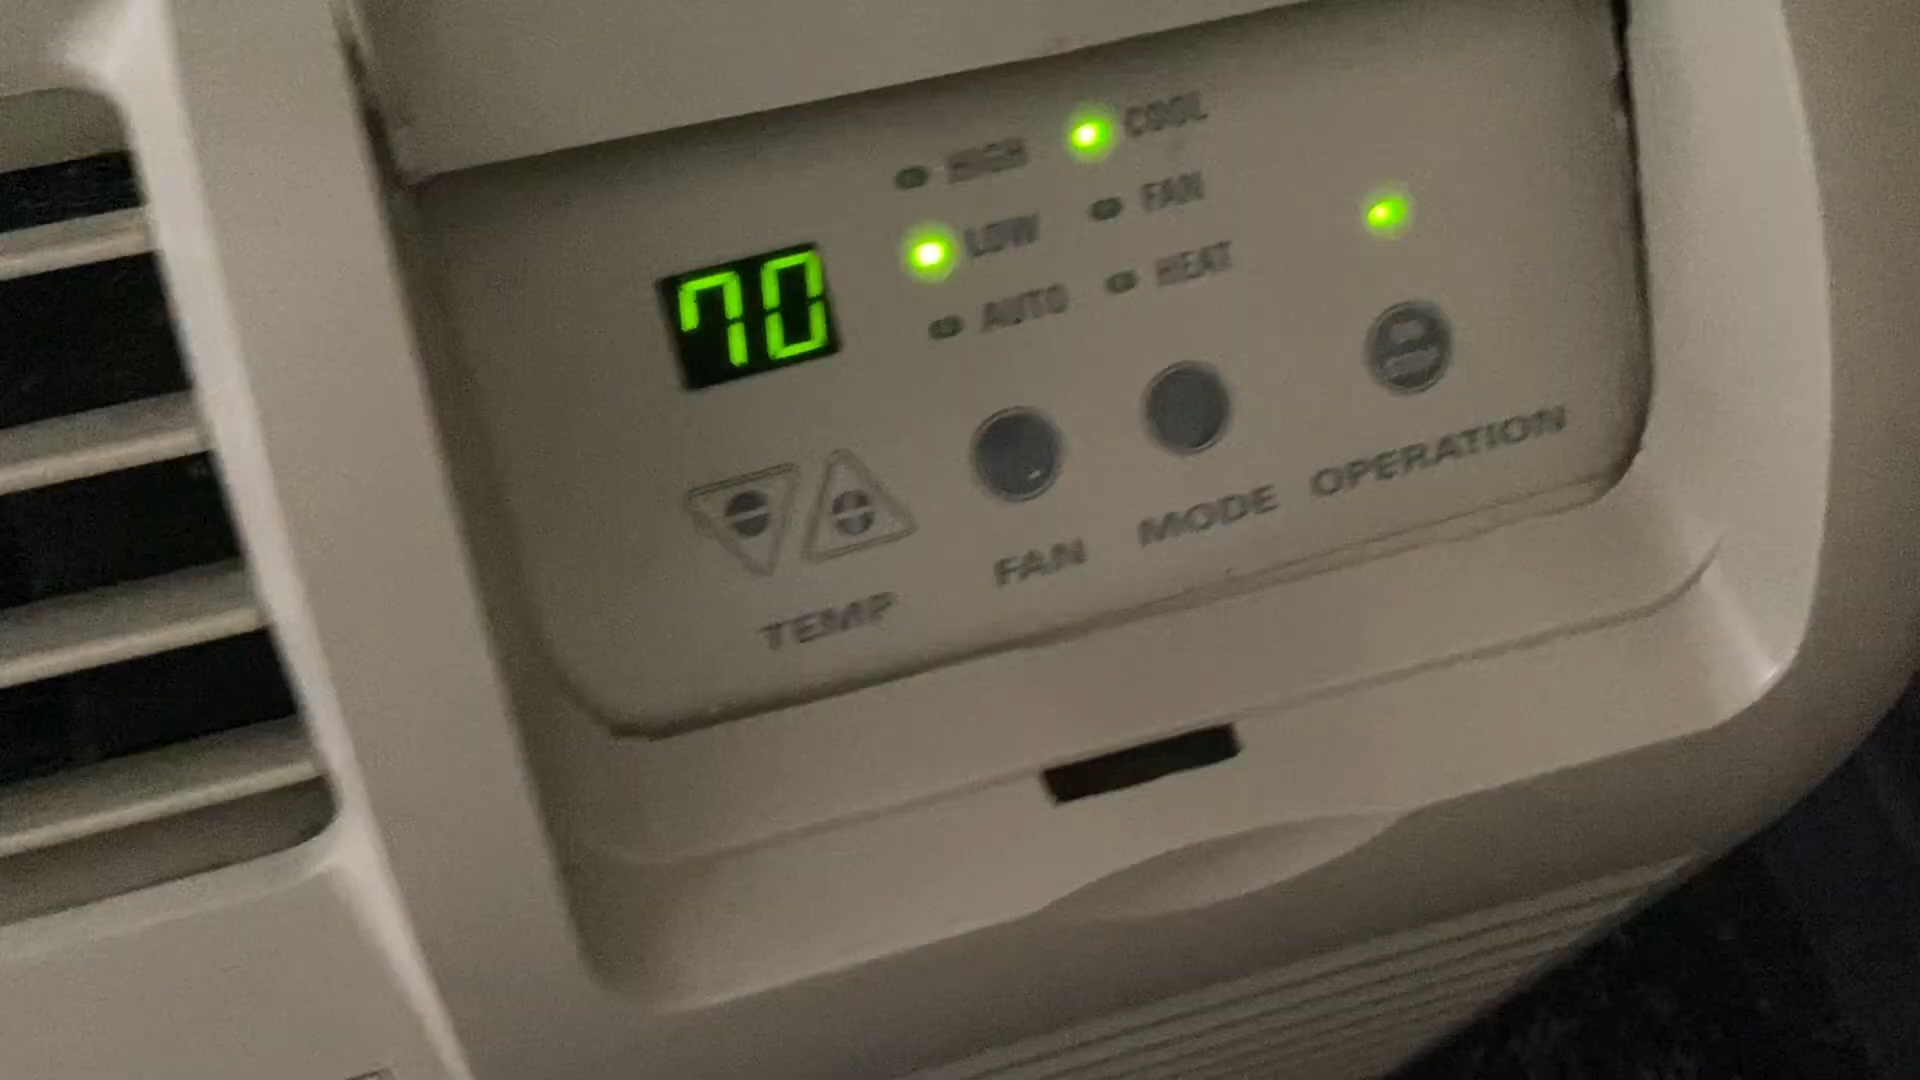 HIGH COOL
LOW FAN
AUTO HEAT
70
TEMP FAN MODE OPERATION